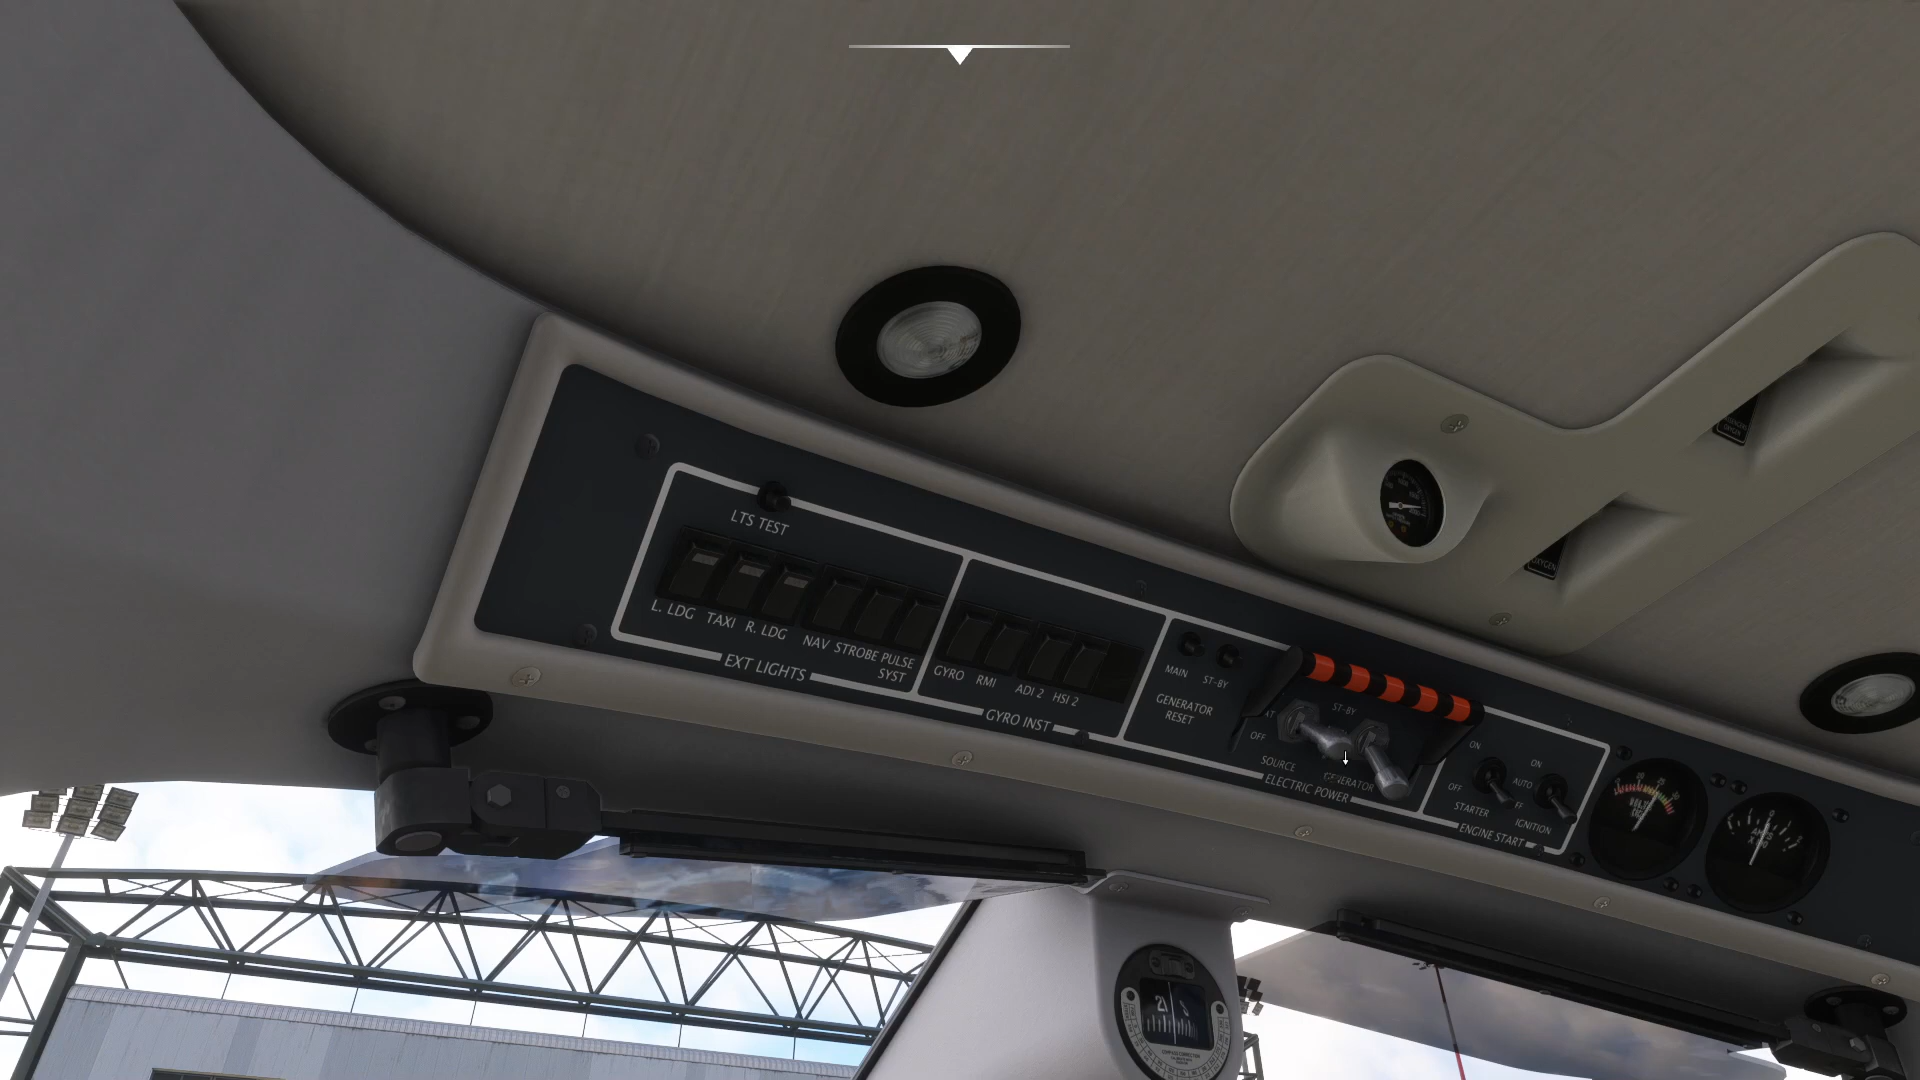 LTS TEST
L. LDG TAXI R. LDG NAV STROBE PULSE
SYST
EXT LIGHTS
GYRO RMI ADI 2 HSI 2
GYRO INST
MAIN ST-BY
GENERATOR
RESET
ST-BY
OFF
SOURCE GENERATOR
ELECTRIC POWER
ON ON
AUTO
OFF
STARTER IGNITION
ENGINE START
OXYGEN